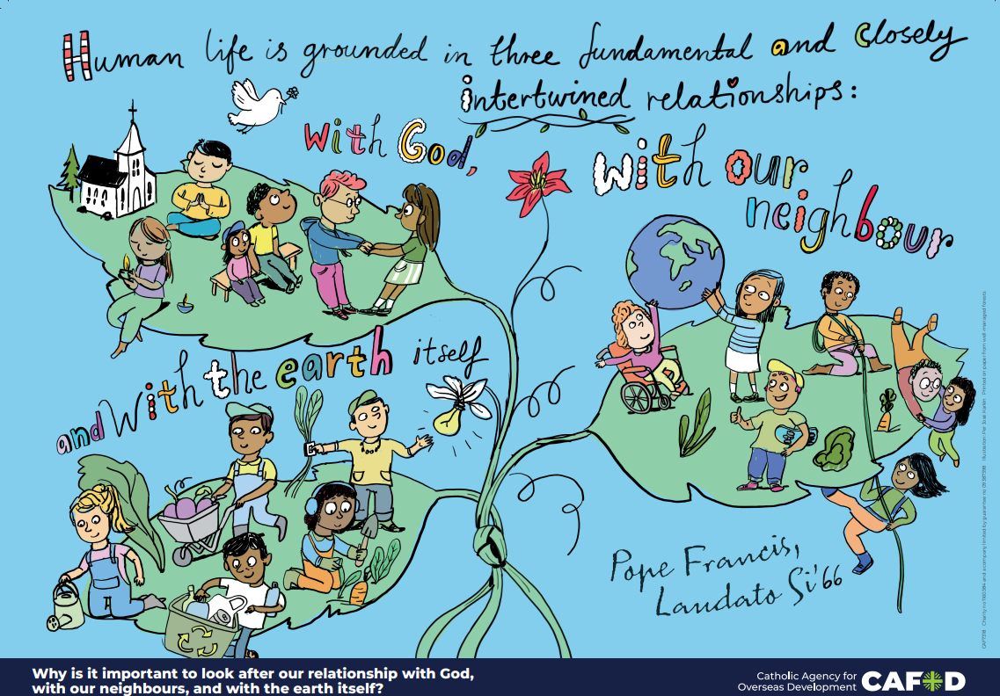 Human life is grounded in three fundamental and closely
intertwined relationships:
with God,
with our
neighbour
and with the earth itself
Pope Francis,
Laudato Si' 66
Why is it important to look after our relationship with God,
with our neighbours, and with the earth itself?
Catholic Agency for
Overseas Development
CAFOD